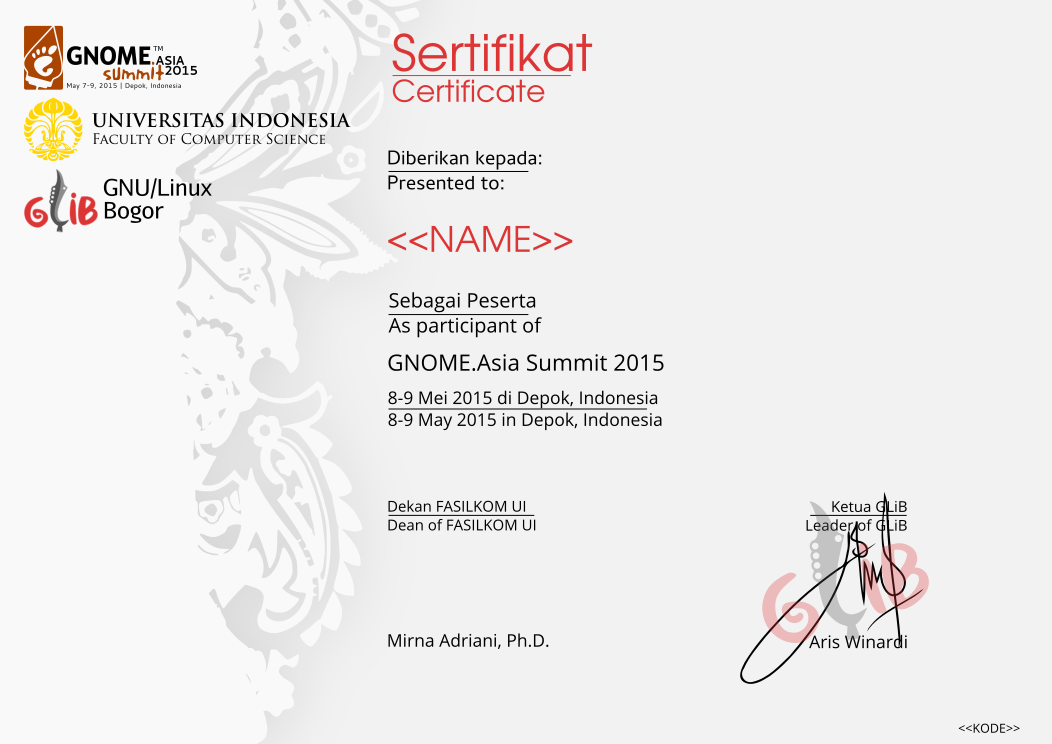 GNOME.ASIA™
summit 2015
May 7-9, 2015 | Depok, Indonesia
UNIVERSITAS INDONESIA
FACULTY OF COMPUTER SCIENCE
GLiB
GNU/Linux
Bogor
Sertifikat
Certificate
Diberikan kepada:
Presented to:
<<NAME>>
Sebagai Peserta
As participant of
GNOME.Asia Summit 2015
8-9 Mei 2015 di Depok, Indonesia
8-9 May 2015 in Depok, Indonesia
Dekan FASILKOM UI
Dean of FASILKOM UI
Mirna Adriani, Ph.D.
Ketua GLiB
Leader of GLiB
GLiB
Aris Winardi
<<KODE>>